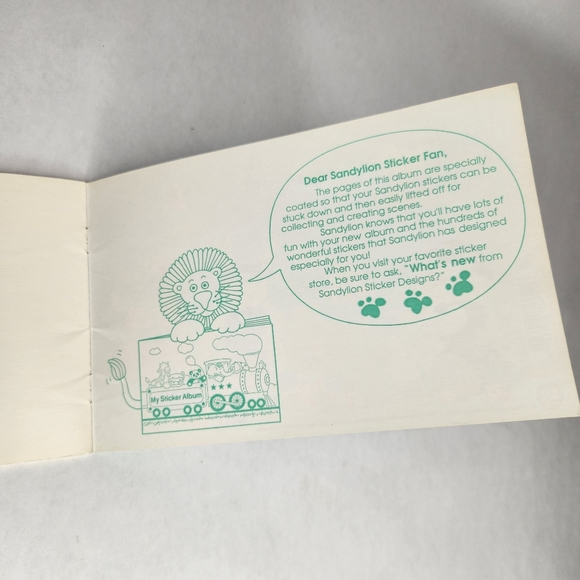 Dear Sandylion Sticker Fan,
The pages of this album are specially
coated so that your Sandylion stickers can be
stuck down and then easily lifted off for
collecting and creating scenes.
Sandylion knows that you'll have lots of
fun with your new album and the hundreds of
wonderful stickers that Sandylion has designed
especially for you!
When you visit your favorite sticker
store, be sure to ask, "What's new from
Sandylion Sticker Designs?"
My Sticker Album